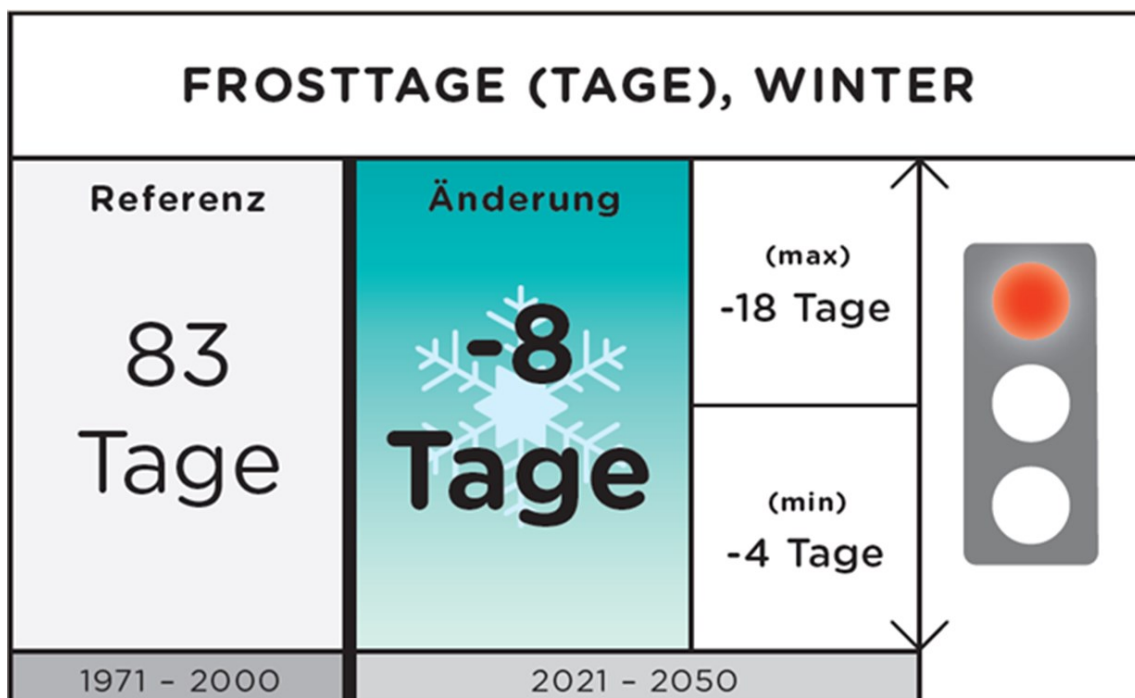 FROSTTAGE (TAGE), WINTER
Referenz
83
Tage
1971 – 2000
Änderung
-8
Tage
(max)
-18 Tage
(min)
-4 Tage
2021 – 2050